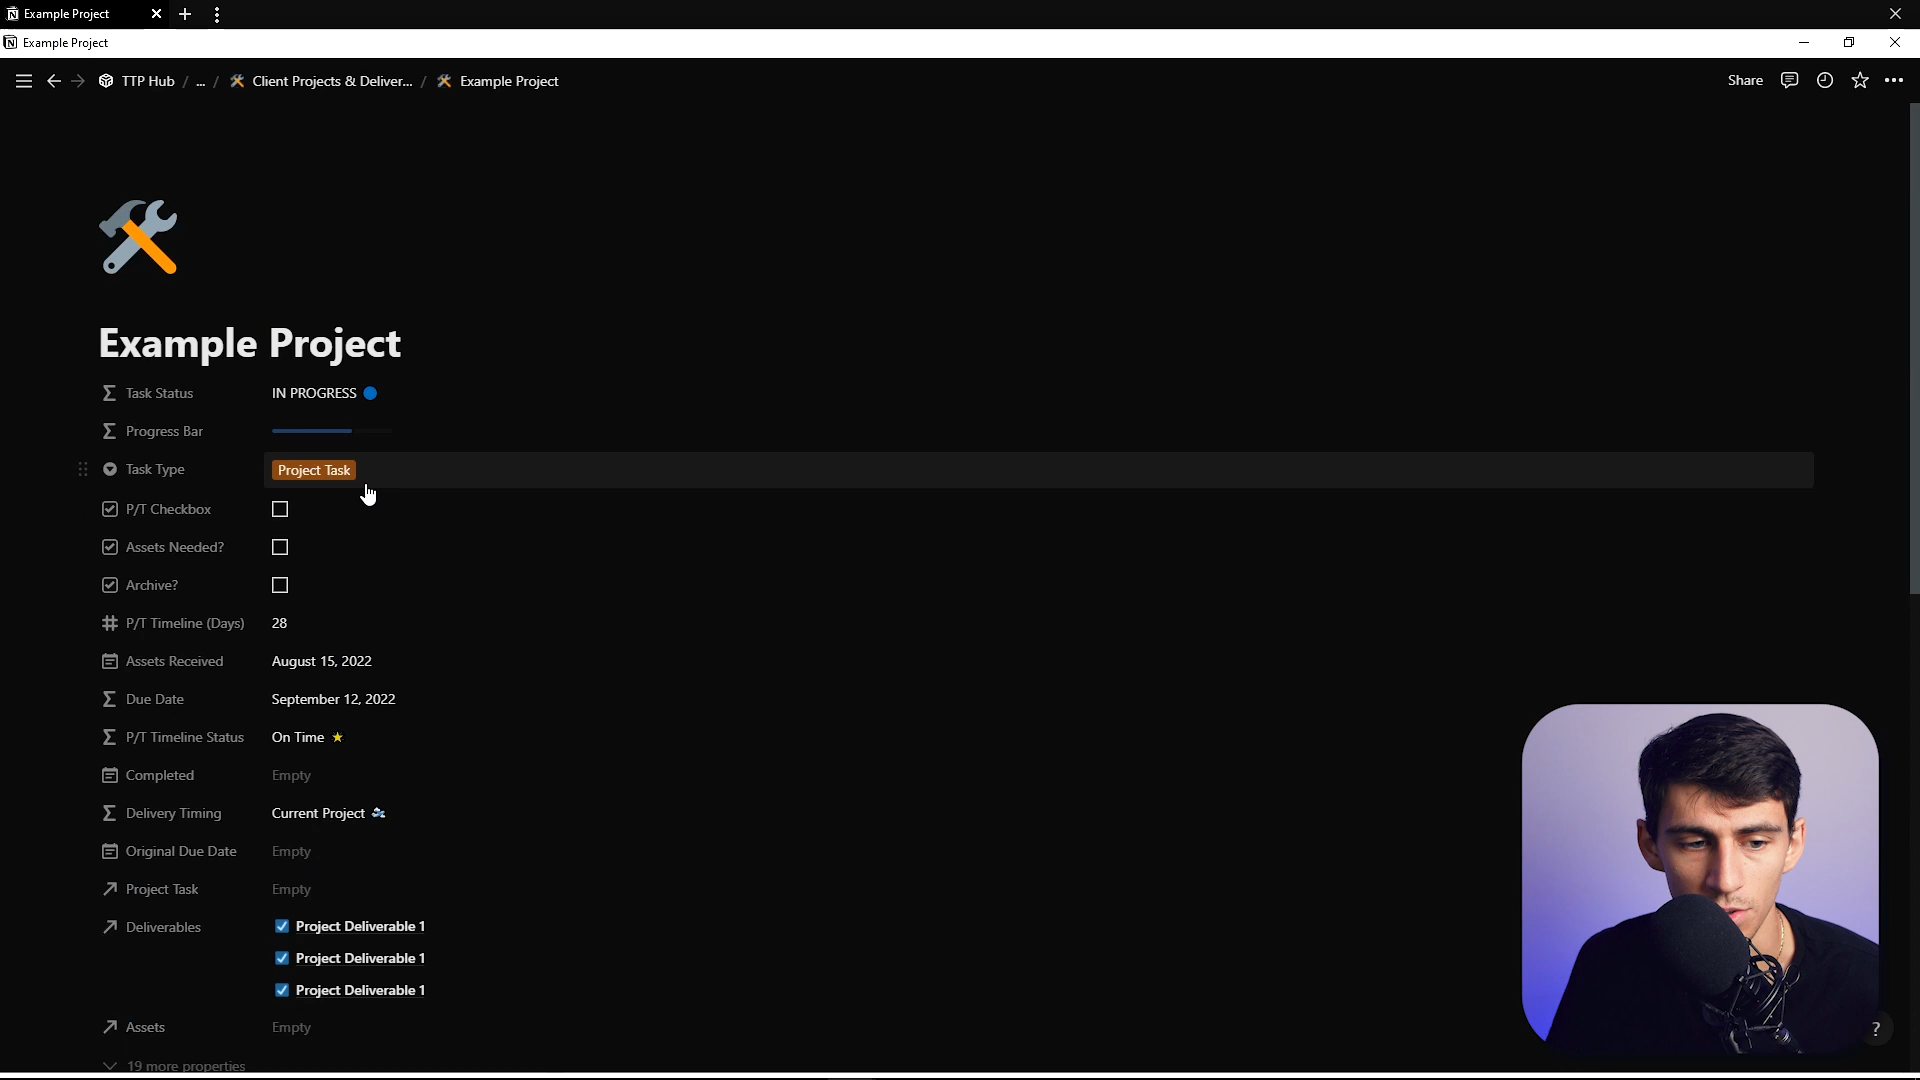 Example Project
Example Project
TTP Hub / ... / Client Projects & Deliver... / Example Project
Share
Example Project
Task Status IN PROGRESS
Progress Bar
Task Type Project Task
P/T Checkbox
Assets Needed?
Archive?
P/T Timeline (Days) 28
Assets Received August 15, 2022
Due Date September 12, 2022
P/T Timeline Status On Time
Completed Empty
Delivery Timing Current Project
Original Due Date Empty
Project Task Empty
Deliverables Project Deliverable 1
Project Deliverable 1
Project Deliverable 1
Assets Empty
19 more properties
?